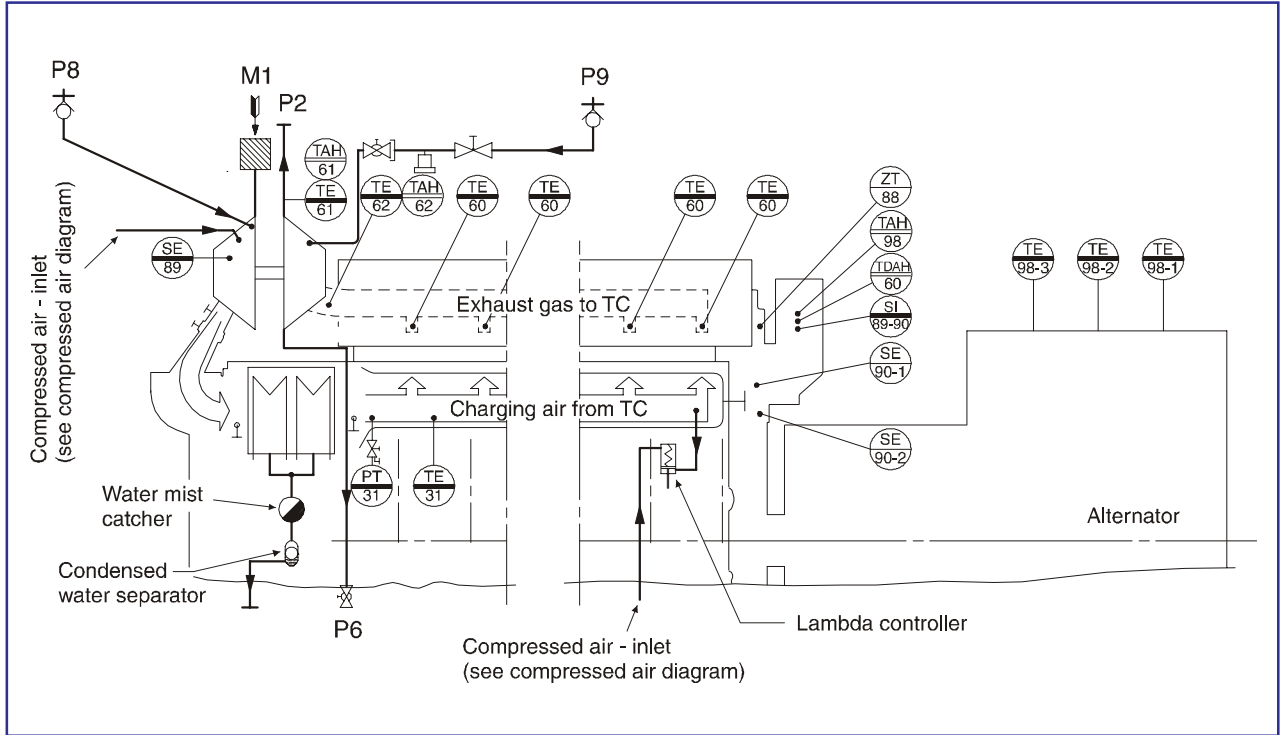 P8
M1
P2
P9
TAH
61
TE
61
TE
62
TAH
62
TE
60
TE
60
TE
60
TE
60
ZT
88
TAH
98
TDAH
60
SI
89-90
SE
90-1
SE
90-2
TE
98-3
TE
98-2
TE
98-1
SE
89
Compressed air - inlet
(see compressed air diagram)
Exhaust gas to TC
Charging air from TC
PT
31
TE
31
Water mist
catcher
Condensed
water separator
P6
Compressed air - inlet
(see compressed air diagram)
Lambda controller
Alternator